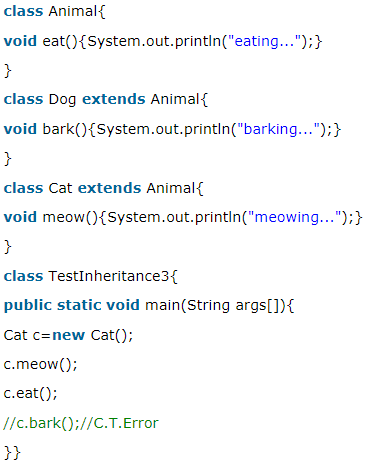 class Animal{
void eat(){System.out.println("eating...");}
}
class Dog extends Animal{
void bark(){System.out.println("barking...");}
}
class Cat extends Animal{
void meow(){System.out.println("meowing...");}
}
class TestInheritance3{
public static void main(String args[]){
Cat c=new Cat();
c.meow();
c.eat();
//c.bark();//C.T.Error
}}